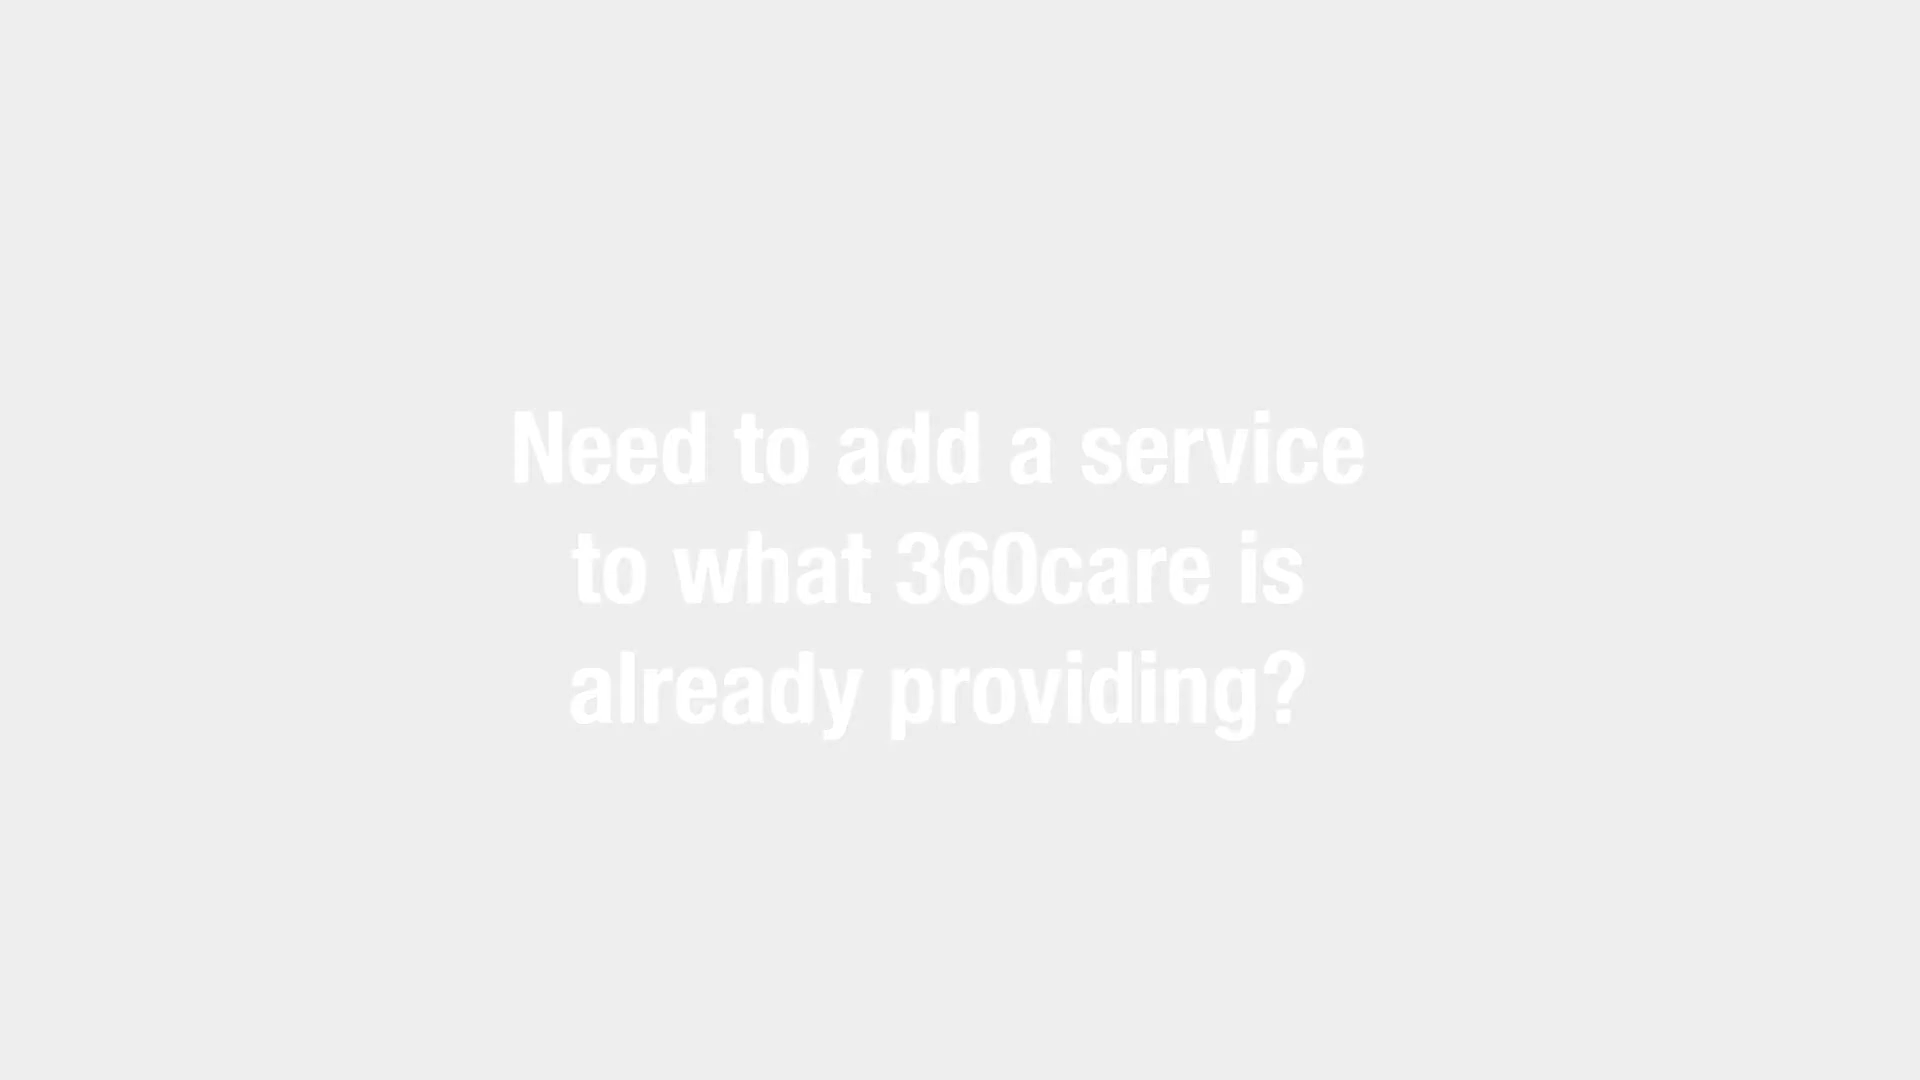 Need to add a service
to what 360care is
already providing?